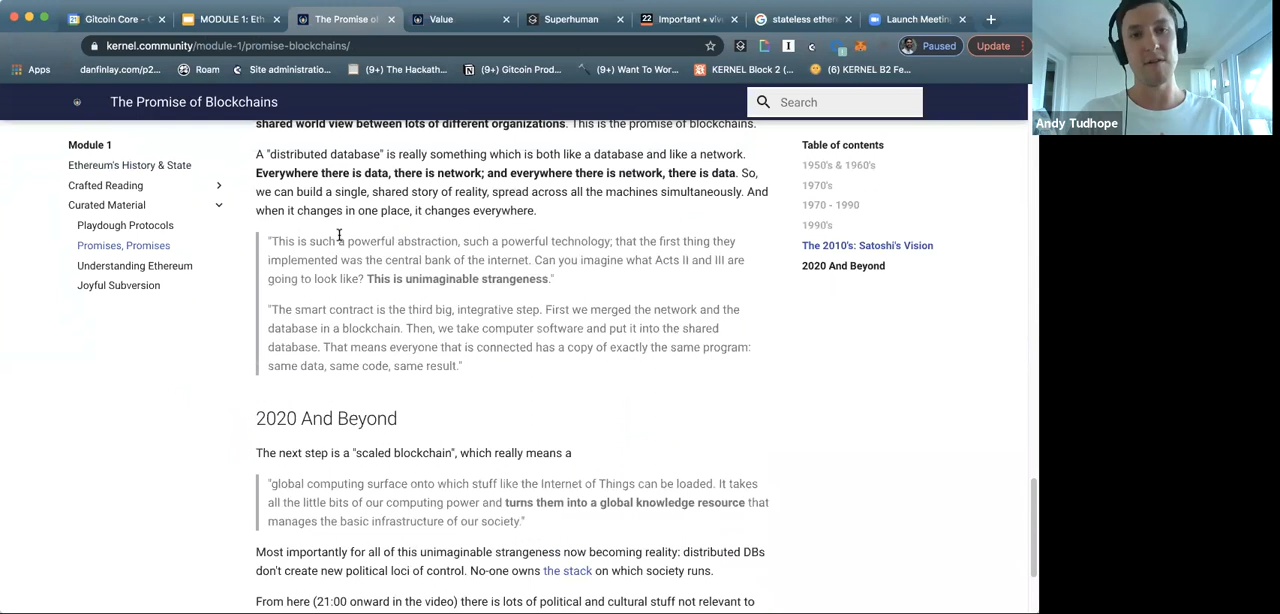 Gitcoin Core -
MODULE 1: Eth
The Promise of
Value
Superhuman
Important • viv
stateless ether
Launch Meetin
kernel.community/module-1/promise-blockchains/
Paused
Update
Apps
danfinlay.com/p2...
Roam
Site administratio...
(9+) The Hackath...
(9+) Gitcoin Prod...
(9+) Want To Wor...
KERNEL Block 2 (...
(6) KERNEL B2 Fe...
The Promise of Blockchains
Search
Andy Tudhope
Module 1
Ethereum's History & State
Crafted Reading
Curated Material
Playdough Protocols
Promises, Promises
Understanding Ethereum
Joyful Subversion
shared world view between lots of different organizations. This is the promise of blockchains.
A "distributed database" is really something which is both like a database and like a network.
Everywhere there is data, there is network; and everywhere there is network, there is data. So,
we can build a single, shared story of reality, spread across all the machines simultaneously. And
when it changes in one place, it changes everywhere.
"This is such a powerful abstraction, such a powerful technology; that the first thing they
implemented was the central bank of the internet. Can you imagine what Acts II and III are
going to look like? This is unimaginable strangeness."
"The smart contract is the third big, integrative step. First we merged the network and the
database in a blockchain. Then, we take computer software and put it into the shared
database. That means everyone that is connected has a copy of exactly the same program:
same data, same code, same result."
2020 And Beyond
The next step is a "scaled blockchain", which really means a
"global computing surface onto which stuff like the Internet of Things can be loaded. It takes
all the little bits of our computing power and turns them into a global knowledge resource that
manages the basic infrastructure of our society."
Most importantly for all of this unimaginable strangeness now becoming reality: distributed DBs
don't create new political loci of control. No-one owns the stack on which society runs.
From here (21:00 onward in the video) there is lots of political and cultural stuff not relevant to
Table of contents
1950's & 1960's
1970's
1970 - 1990
1990's
The 2010's: Satoshi's Vision
2020 And Beyond